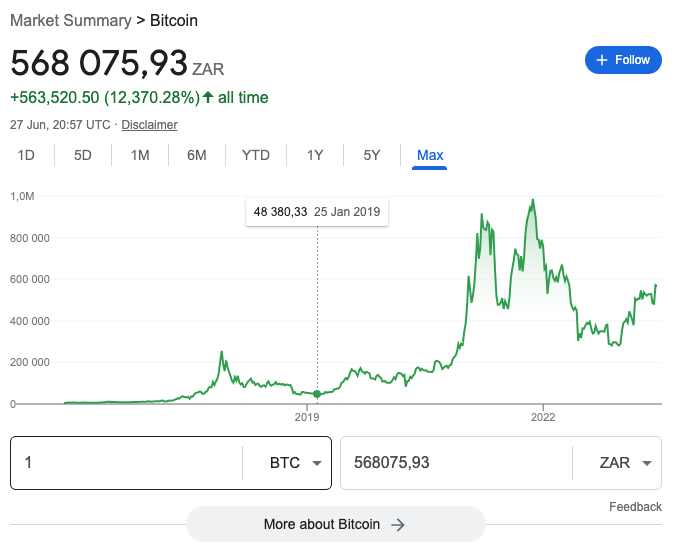 Market Summary > Bitcoin
568 075,93 ZAR
+ Follow
+563,520.50 (12,370.28%) ↑ all time
27 Jun, 20:57 UTC · Disclaimer
1D 5D 1M 6M YTD 1Y 5Y Max
1,0M
48 380,33 25 Jan 2019
800 000
600 000
400 000
200 000
0
2019 2022
1 BTC 568075,93 ZAR
Feedback
More about Bitcoin →